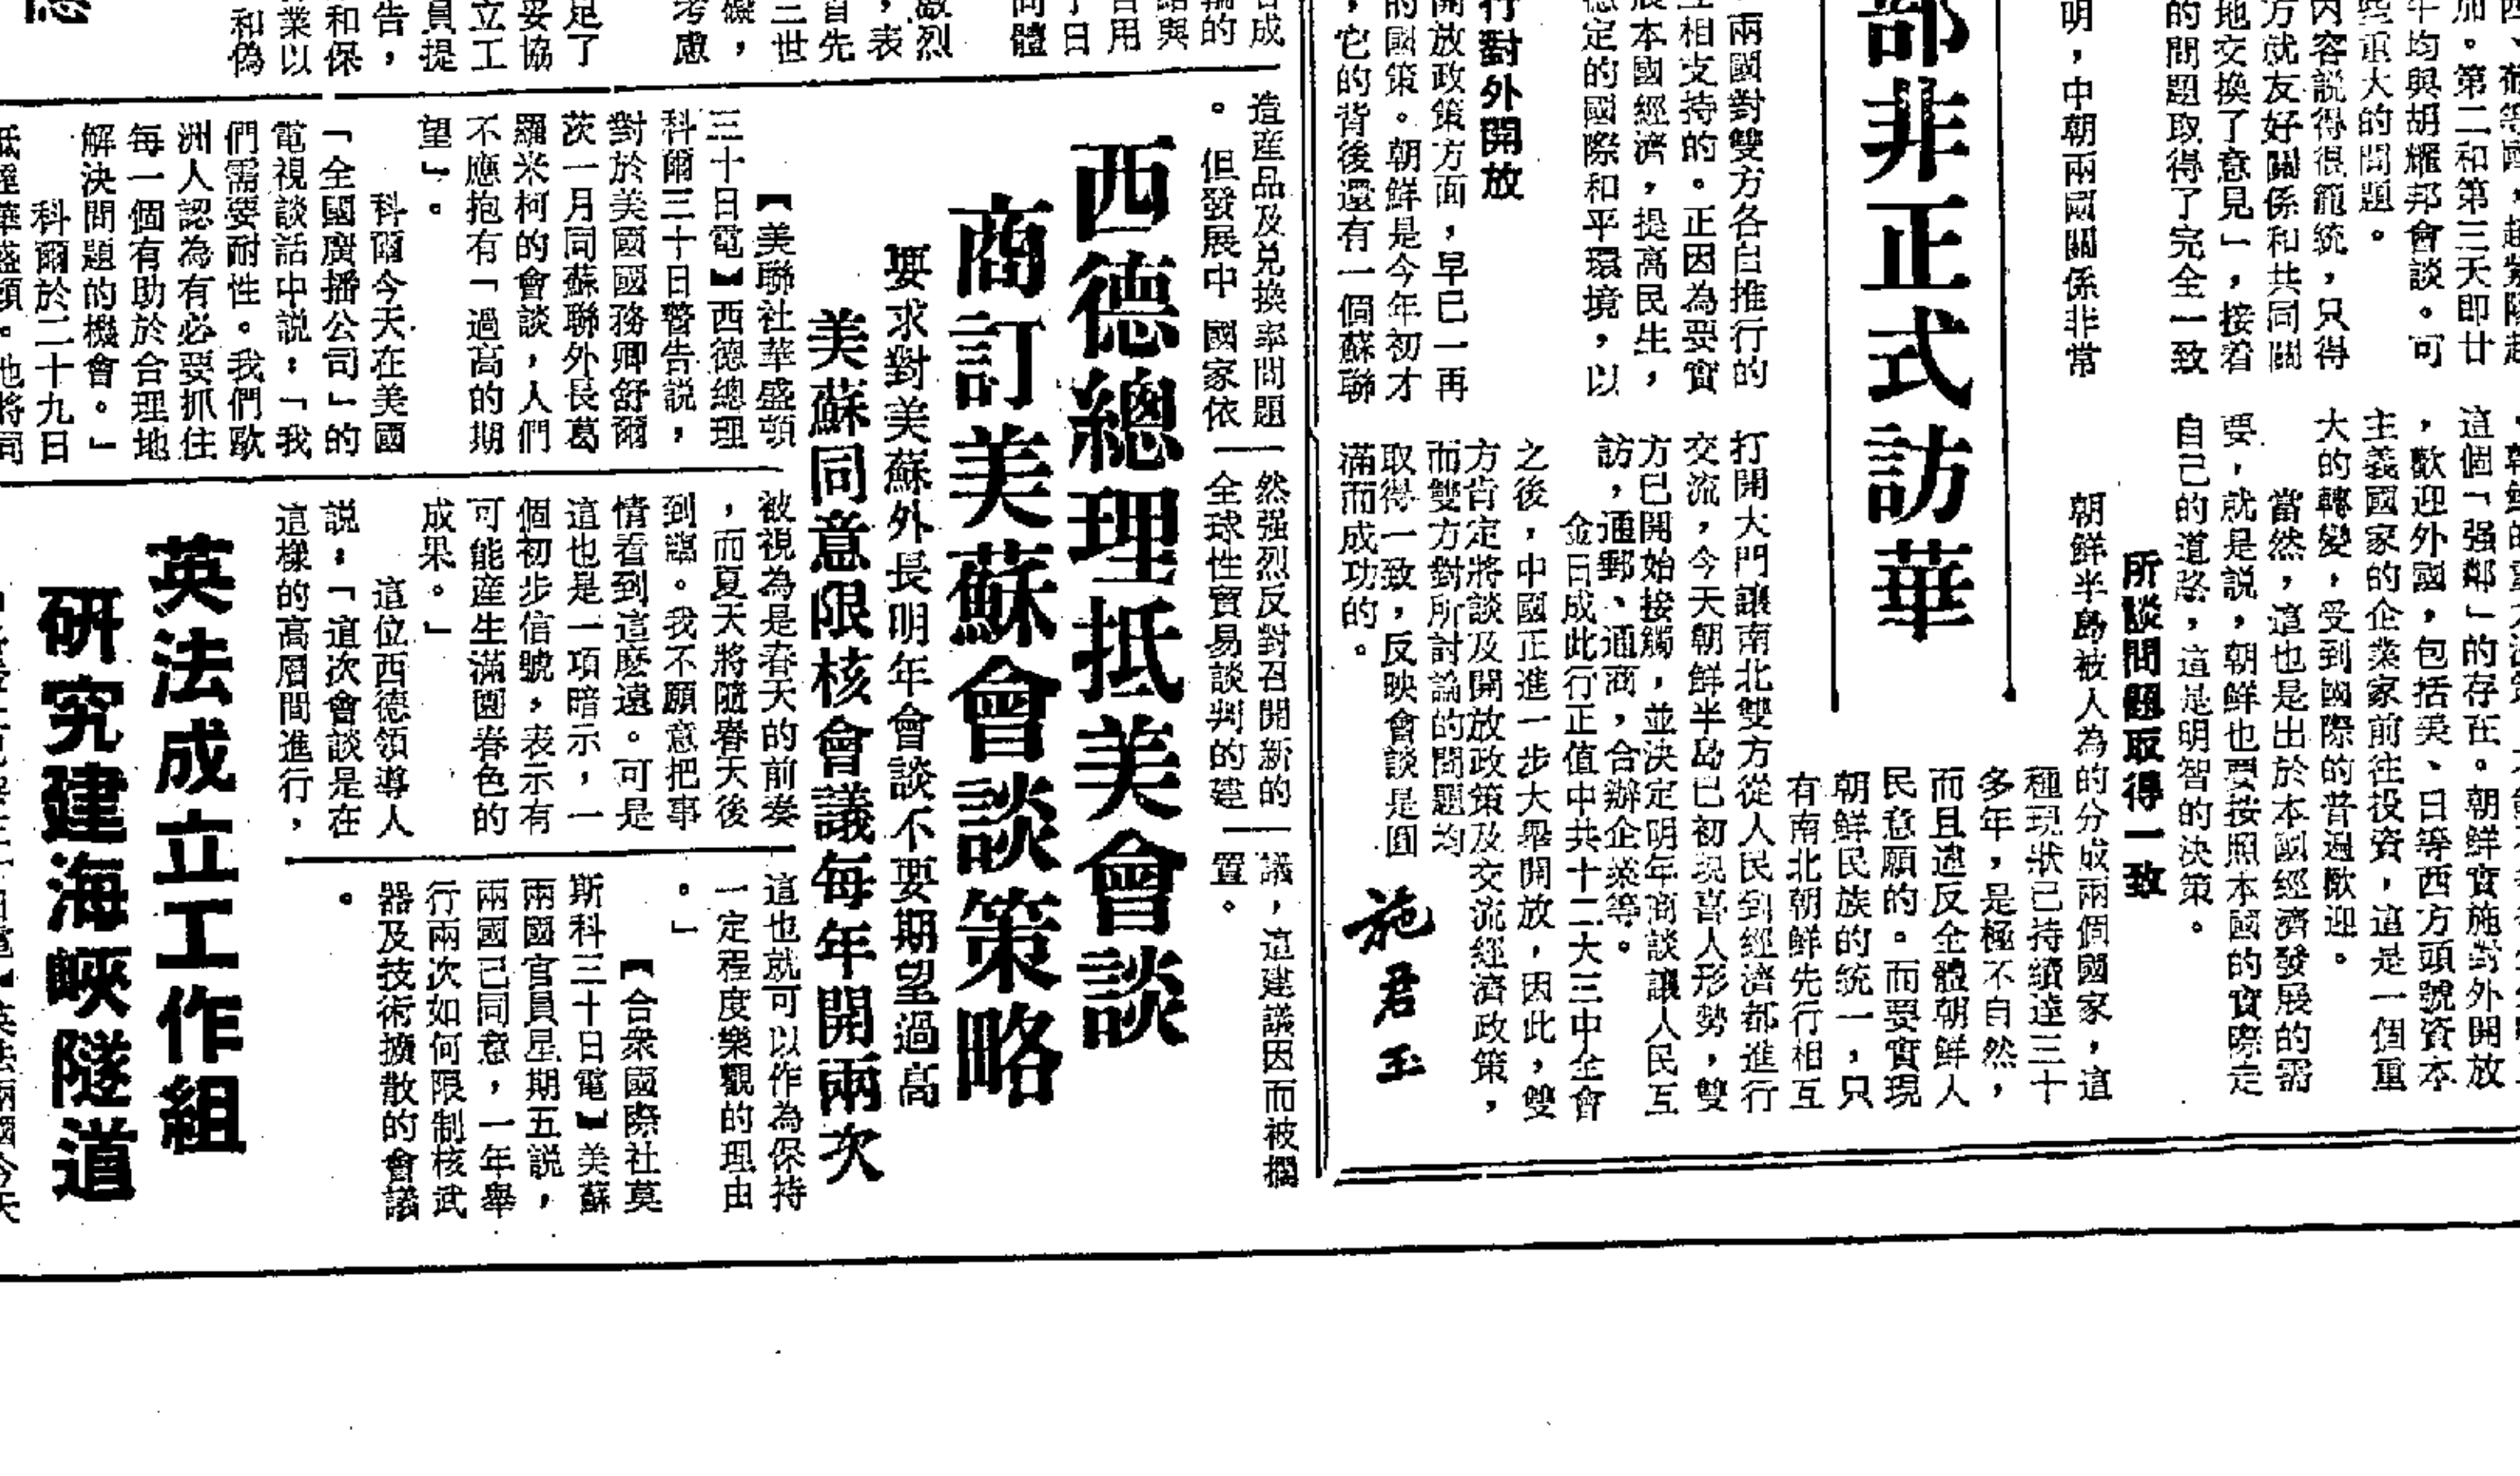 加。第二和第三天即廿
午均與胡耀邦會談。可
些重大的問題。
內容說得很籠統，只得
方就友好關係和共同關
地交換了意見」，接着
的問題取得了完全一致
明，中朝兩國關係非常
部非正式訪華
兩國對雙方各自推行的
互相支持的。正因為要實
展本國經濟，提高民生，
穩定的國際和平環境，以
行對外開放
開放政策方面，早已一再
的國策。朝鮮是今年初才
，它的背後還有一個蘇聯
這個「强鄰」的存在。朝鮮實施對外開放
，歡迎外國，包括美、日等西方頭號資本
主義國家的企業家前往投資，這是一個重
大的轉變，受到國際的普遍歡迎。
當然，這也是出於本國經濟發展的需
要，就是說，朝鮮也要按照本國的實際走
自己的道路，這是明智的決策。
所談問題取得一致
朝鮮半島被人為的分成兩個國家，這
種現狀已持續達三十
多年，是極不自然，
而且違反全體朝鮮人
民意願的。而要實現
朝鮮民族的統一，只
有南北朝鮮先行相互
打開大門讓南北雙方從人民到經濟都進行
交流，今天朝鮮半島已初現喜人形勢，雙
方已開始接觸，並決定明年商談讓人民互
訪，通郵、通商，合辦企業等。
金日成此行正值中共十二大三中全會
之後，中國正進一步大舉開放，因此，雙
方肯定將談及開放政策及交流經濟政策，
而雙方對所討論的問題均
取得一致，反映會談是圓
滿而成功的。
施君玉
造産品及兌換率問題
。但發展中國家依
然强烈反對召開新的
全球性貿易談判的建
議，這建議因而被擱
置。
西德總理抵美會談
商訂美蘇會談策略
要求對美蘇外長明年會談不要期望過高
美蘇同意限核會議每年開兩次
【美聯社華盛頓
三十日電】西德總理
科爾三十日警告說，
對於美國國務卿舒爾
茨一月同蘇聯外長葛
羅米柯的會談，人們
不應抱有「過高的期
望」。
科爾今天在美國
「全國廣播公司」的
電視談話中説：「我
們需要耐性。我們歐
洲人認為有必要抓住
每一個有助於合理地
解決問題的機會。」
科爾於二十九日
抵達華盛頓。他將同
被視為是春天的前奏
，而夏天將隨春天後
到臨。我不願意把事
情看到這麽遠。可是
這也是一項暗示，一
個初步信號，表示有
可能産生滿園春色的
成果。」
這位西德領導人
説：「這次會談是在
這樣的高層間進行，
這也就可以作為保持
一定程度樂觀的理由
。」
【合衆國際社莫
斯科三十日電】美蘇
兩國官員星期五説，
兩國已同意，一年舉
行兩次如何限制核武
器及技術擴散的會議
。
英法成立工作組
研究建海峽隧道